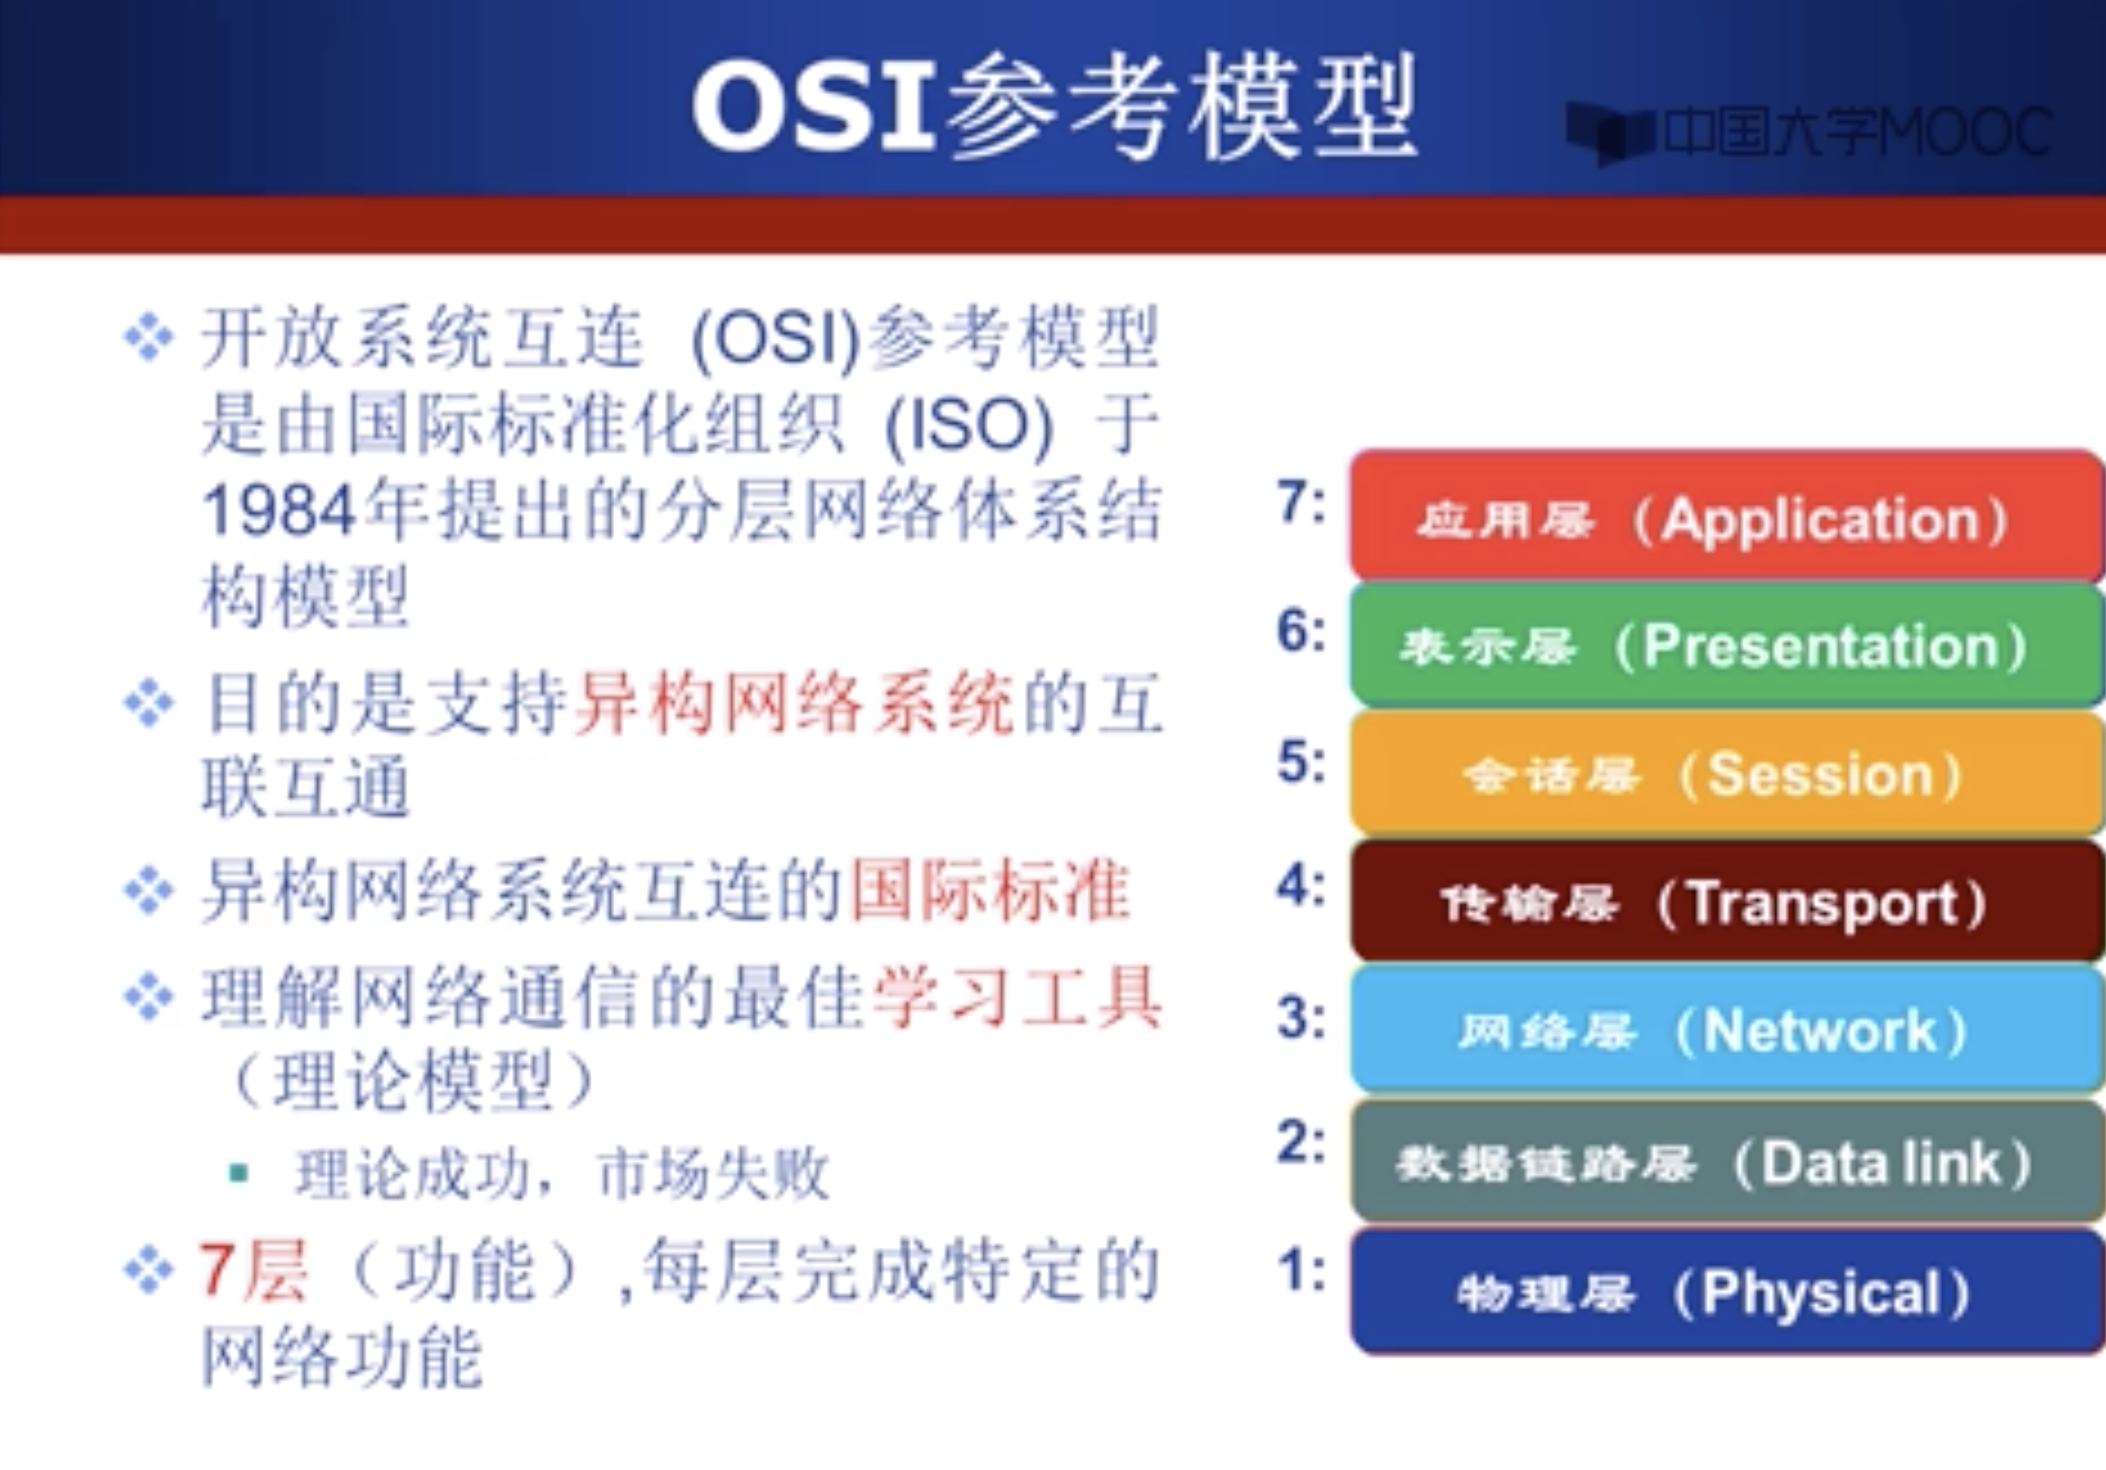 OSI参考模型
中国大学MOOC
开放系统互连 (OSI)参考模型
是由国际标准化组织 (ISO) 于
1984年提出的分层网络体系结
构模型
目的是支持异构网络系统的互
联互通
异构网络系统互连的国际标准
理解网络通信的最佳学习工具
（理论模型）
理论成功，市场失败
7层（功能）,每层完成特定的
网络功能
7: 应用层（Application）
6: 表示层（Presentation）
5: 会话层（Session）
4: 传输层（Transport）
3: 网络层（Network）
2: 数据链路层（Data link）
1: 物理层（Physical）